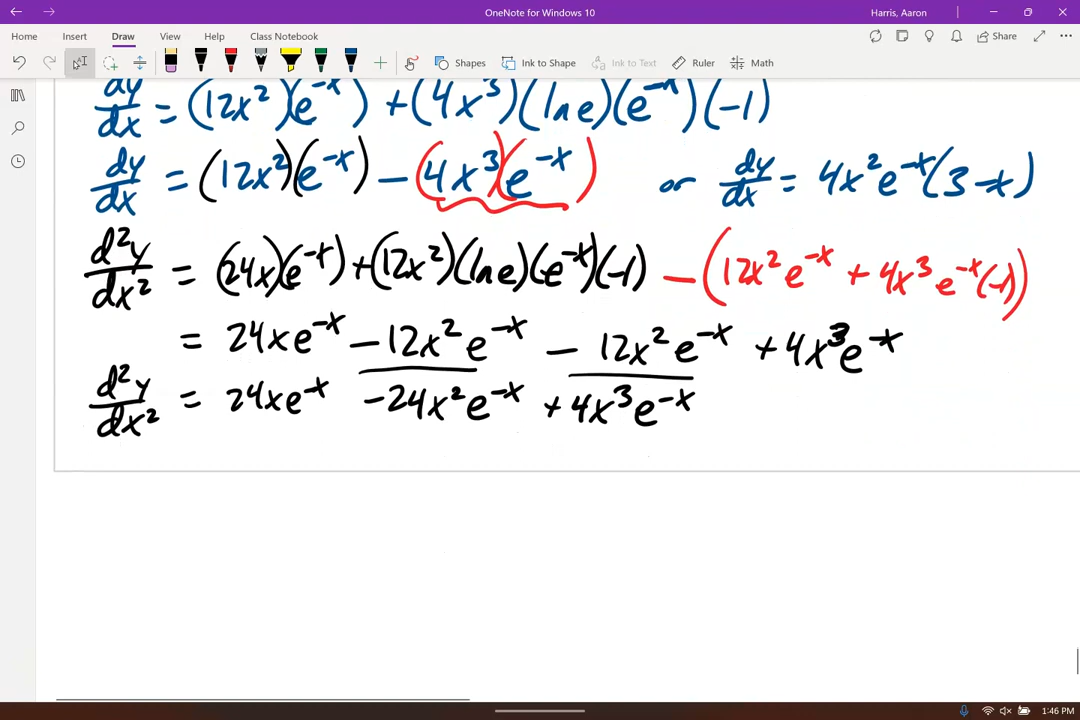 OneNote for Windows 10
Harris, Aaron
Home Insert Draw View Help Class Notebook
Share
Shapes Ink to Shape Ink to Text Ruler Math
dy/dx = (12x²)(e⁻ˣ) + (4x³)(ln e)(e⁻ˣ)(-1)
dy/dx = (12x²)(e⁻ˣ) - (4x³)(e⁻ˣ) or dy/dx = 4x²e⁻ˣ(3-x)
d²y/dx² = (24x)(e⁻ˣ) + (12x²)(ln e)(e⁻ˣ)(-1) - (12x²e⁻ˣ + 4x³e⁻ˣ(-1))
= 24xe⁻ˣ - 12x²e⁻ˣ - 12x²e⁻ˣ + 4x³e⁻ˣ
d²y/dx² = 24xe⁻ˣ - 24x²e⁻ˣ + 4x³e⁻ˣ
1:46 PM